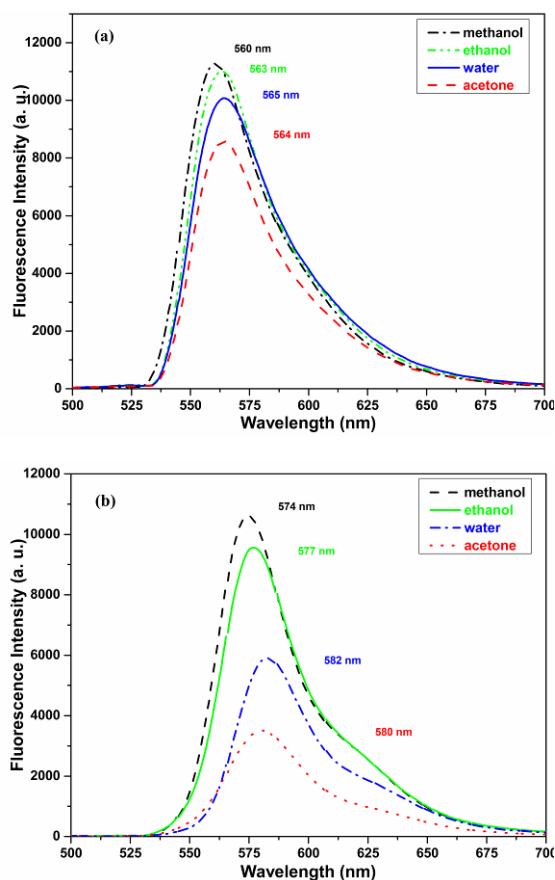 (a)
560 nm
563 nm
565 nm
564 nm
methanol
ethanol
water
acetone
12000
10000
8000
6000
4000
2000
0
Fluorescence Intensity (a. u.)
500 525 550 575 600 625 650 675 700
Wavelength (nm)
(b)
574 nm
577 nm
582 nm
580 nm
methanol
ethanol
water
acetone
12000
10000
8000
6000
4000
2000
0
Fluorescence Intensity (a. u.)
500 525 550 575 600 625 650 675 700
Wavelength (nm)